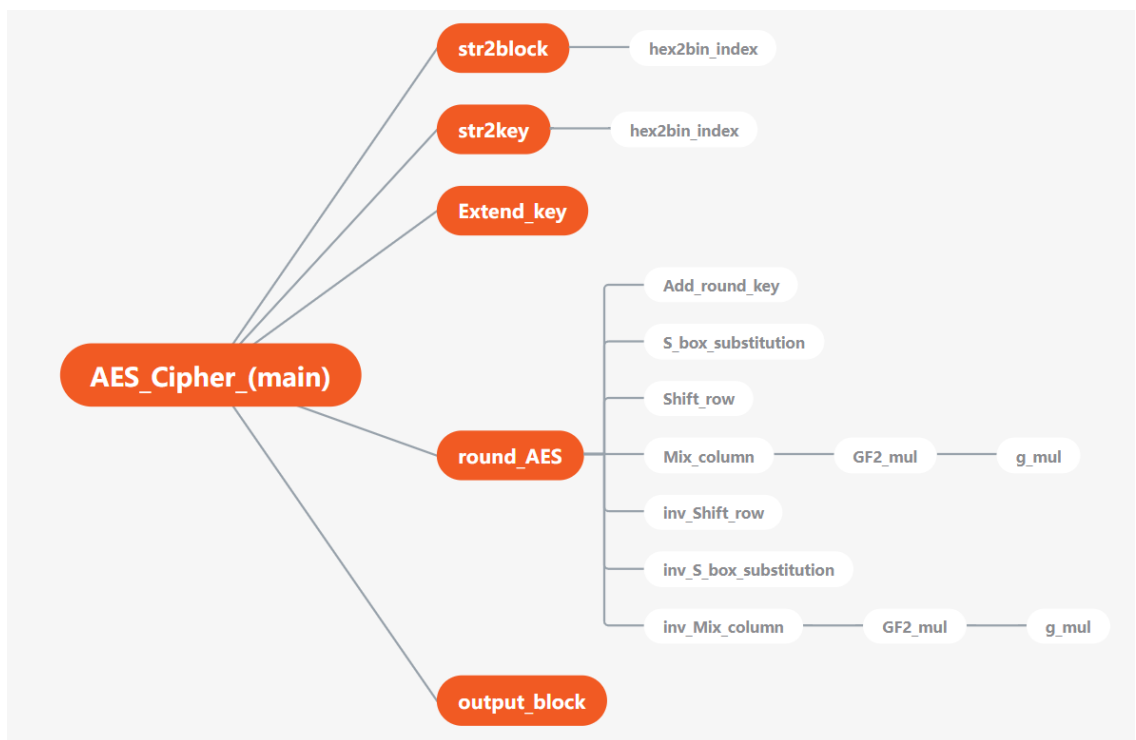 str2block
hex2bin_index
str2key
hex2bin_index
Extend_key
Add_round_key
S_box_substitution
AES_Cipher_(main)
Shift_row
round_AES
Mix_column
GF2_mul
g_mul
inv_Shift_row
inv_S_box_substitution
inv_Mix_column
GF2_mul
g_mul
output_block